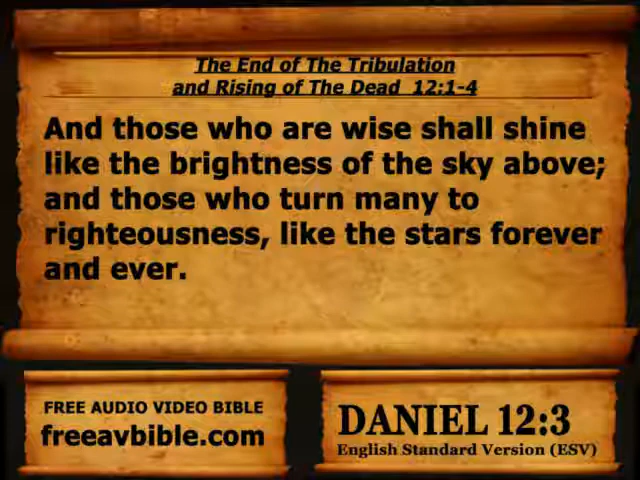 The End of The Tribulation
and Rising of The Dead 12:1-4
And those who are wise shall shine
like the brightness of the sky above;
and those who turn many to
righteousness, like the stars forever
and ever.
FREE AUDIO VIDEO BIBLE
freeavbible.com
DANIEL 12:3
English Standard Version (ESV)